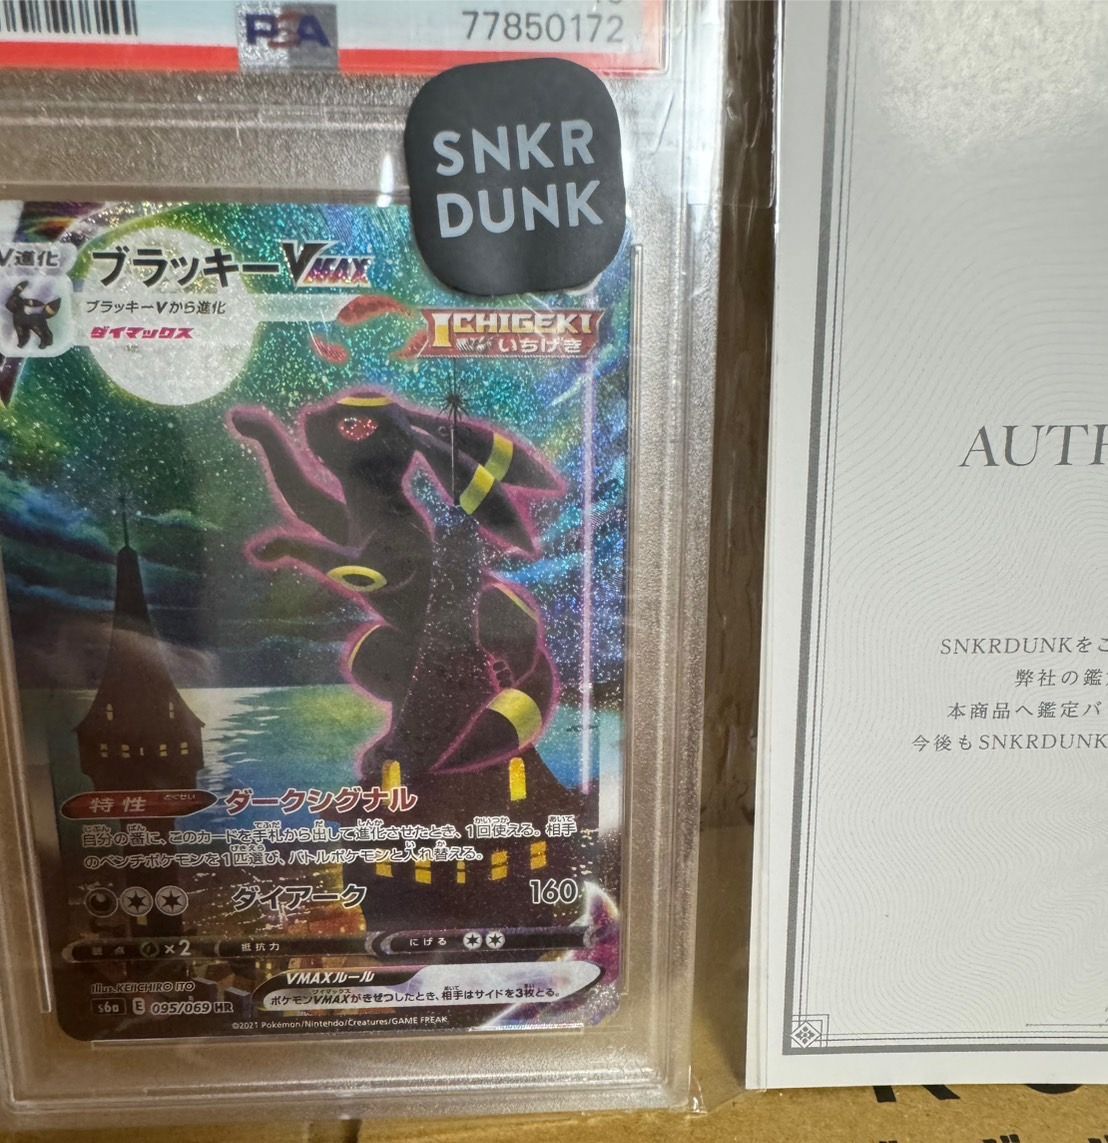 PSA
77850172
SNKR
DUNK
V進化
ブラッキーVMAX
ブラッキーVから進化
ダイマックス
ICHIGEKI
いちげき
AUTH
SNKRDUNKをご
弊社の鑑
本商品へ鑑定バ
今後もSNKRDUNK
特性 とくせい ダークシグナル
自分の番に、このカードを手札から出して進化させたとき、1回使える。相手
のベンチポケモンを1匹選び、バトルポケモンと入れ替える。
ダイアーク 160
弱点 ×2 抵抗力 にげる
VMAXルール
ポケモンVMAXがきぜつしたとき、相手はサイドを3枚とる。
Illus. KEIICHIRO ITO
s6a E 095/069 HR
©2021 Pokémon/Nintendo/Creatures/GAME FREAK